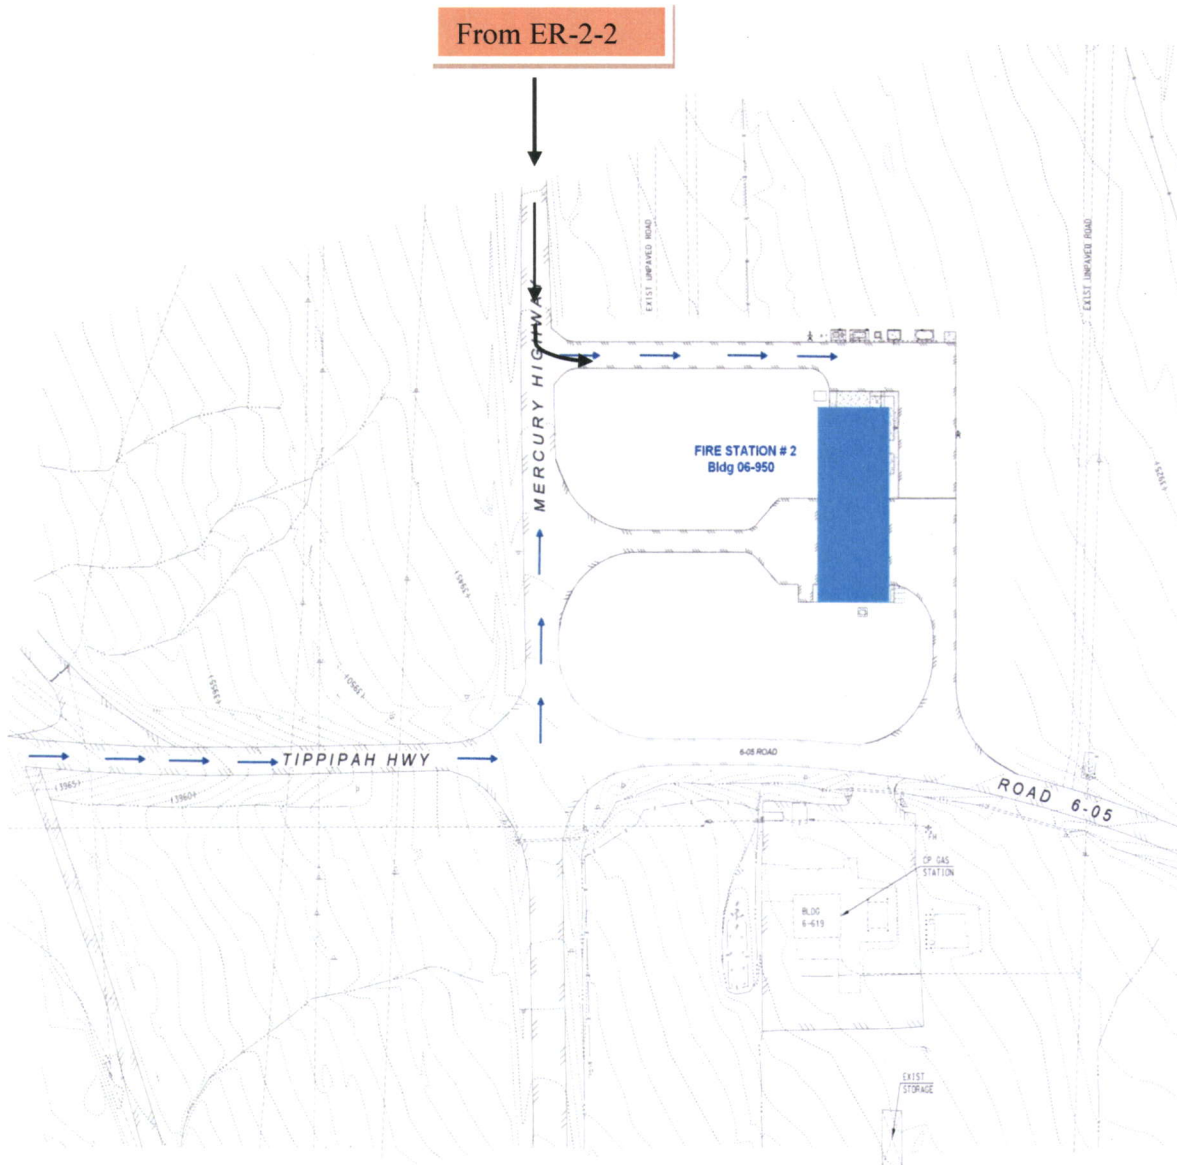 From ER-2-2
EXIST UNPAVED ROAD
EXIST UNPAVED ROAD
MERCURY HIGHWAY
FIRE STATION # 2
Bldg 06-950
TIPPIPAH HWY
6-05 ROAD
ROAD 6-05
CP GAS
STATION
BLDG
6-619
EXIST
STORAGE